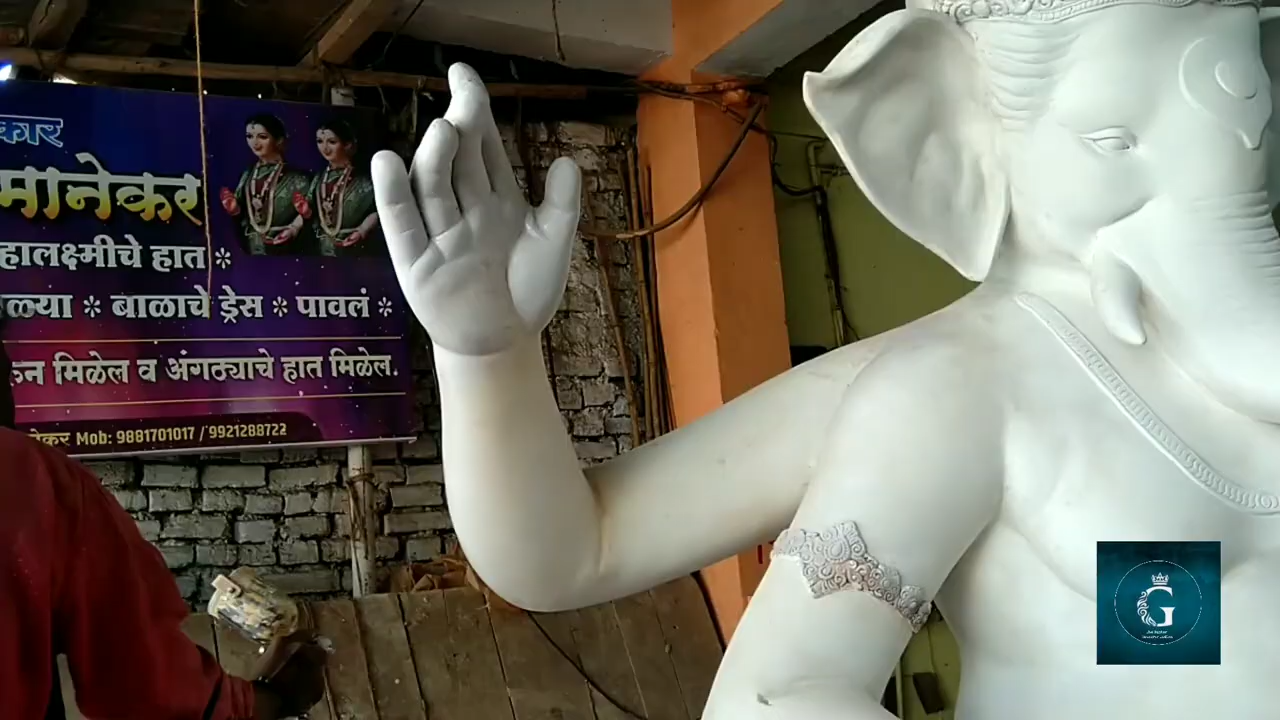 कार
मानेकर
हालक्ष्मीचे हात *
ळ्या * बाळाचे ड्रेस * पावलं *
मिळेल व अंगठ्याचे हात मिळेल.
नेकर Mob: 9881701017 / 9921288722
G